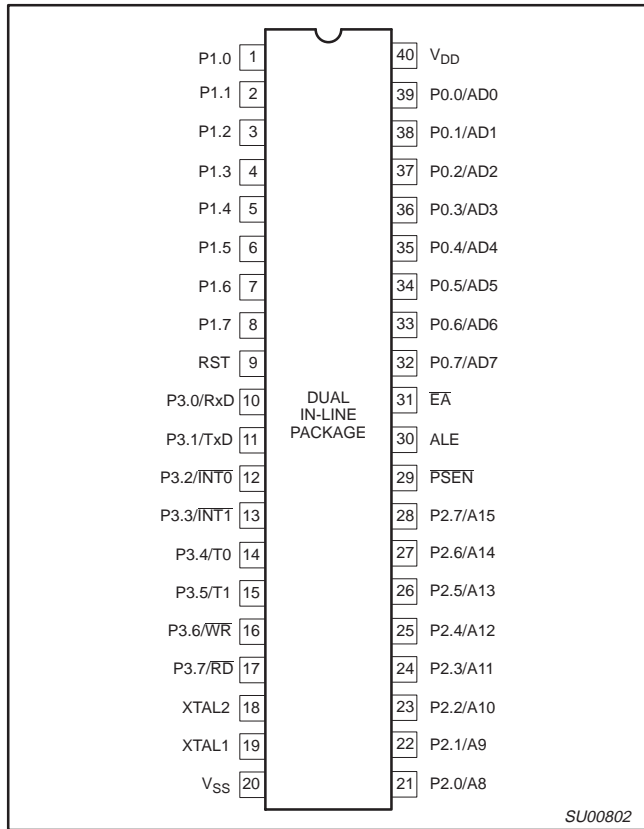 P1.0 1 40 VDD
P1.1 2 39 P0.0/AD0
P1.2 3 38 P0.1/AD1
P1.3 4 37 P0.2/AD2
P1.4 5 36 P0.3/AD3
P1.5 6 35 P0.4/AD4
P1.6 7 34 P0.5/AD5
P1.7 8 33 P0.6/AD6
RST 9 32 P0.7/AD7
P3.0/RxD 10 31 E̅A̅
P3.1/TxD 11 30 ALE
P3.2/I̅N̅T̅0̅ 12 29 P̅S̅E̅N̅
P3.3/I̅N̅T̅1̅ 13 28 P2.7/A15
P3.4/T0 14 27 P2.6/A14
P3.5/T1 15 26 P2.5/A13
P3.6/W̅R̅ 16 25 P2.4/A12
P3.7/R̅D̅ 17 24 P2.3/A11
XTAL2 18 23 P2.2/A10
XTAL1 19 22 P2.1/A9
VSS 20 21 P2.0/A8
DUAL
IN-LINE
PACKAGE
SU00802